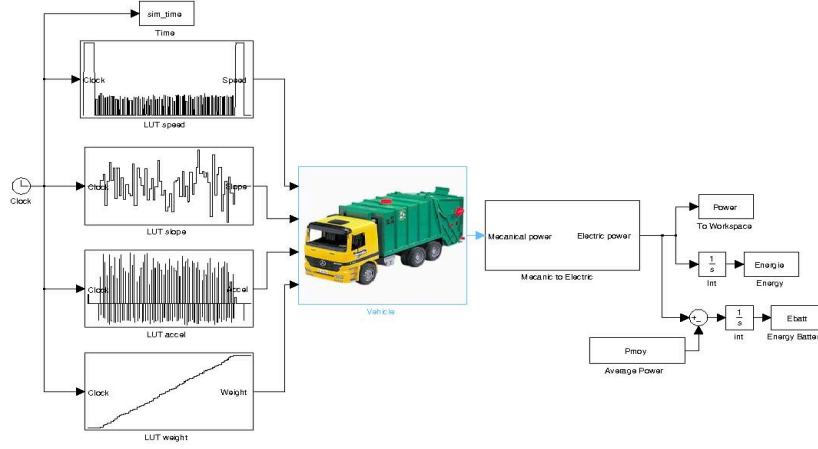 sim_time
Time
Clock
Speed
LUT speed
Clock
Slope
LUT slope
Clock
Clock
Accel
LUT accel
Clock
Weight
LUT weight
Vehicle
Mecanical power
Electric power
Mecanic to Electric
Power
To Workspace
1
s
Int
Energie
Energy
+
-
1
s
int
Ebatt
Energy Batter
Pmoy
Average Power